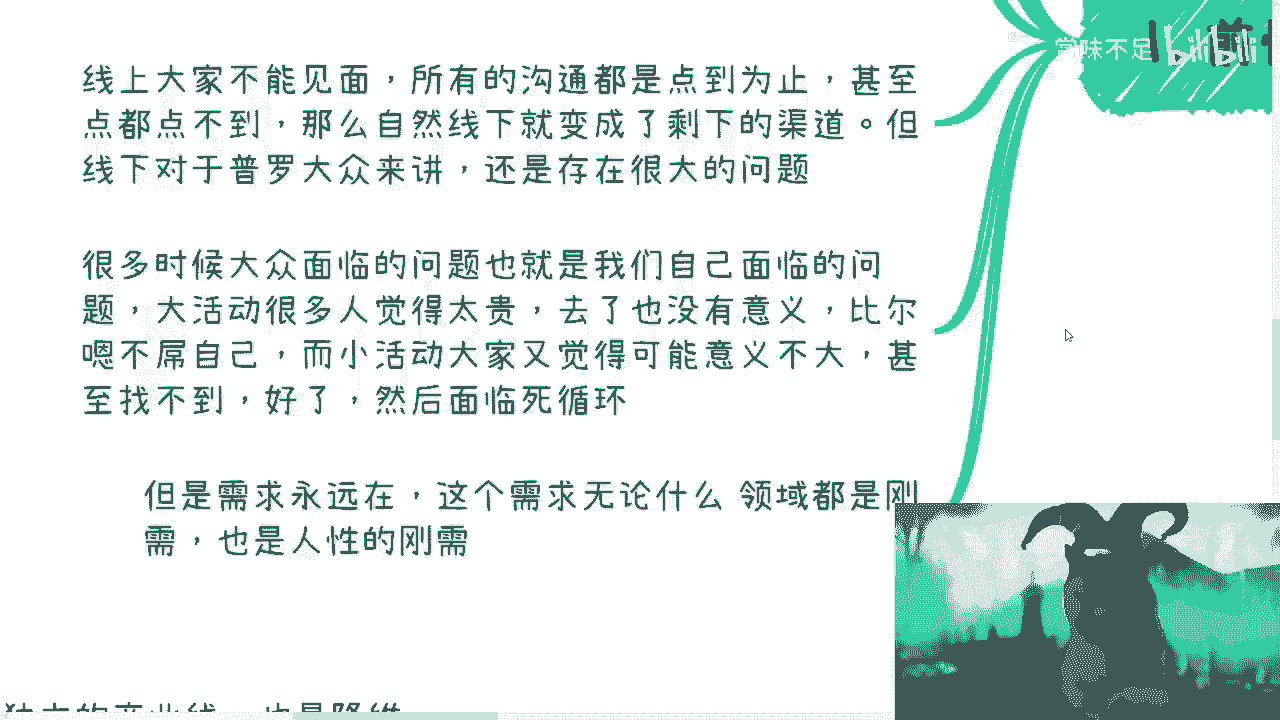 赏味不足 bilibili
线上大家不能见面，所有的沟通都是点到为止，甚至
点都点不到，那么自然线下就变成了剩下的渠道。但
线下对于普罗大众来讲，还是存在很大的问题
很多时候大众面临的问题也就是我们自己面临的问
题，大活动很多人觉得太贵，去了也没有意义，比尔
嗯不屌自己，而小活动大家又觉得可能意义不大，甚
至找不到，好了，然后面临死循环
但是需求永远在，这个需求无论什么 领域都是刚
需，也是人性的刚需